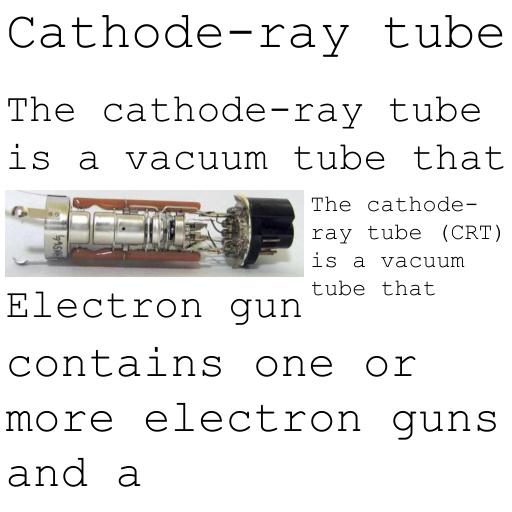 Cathode-ray tube
The cathode-ray tube
is a vacuum tube that
The cathode-
ray tube (CRT)
is a vacuum
tube that
Electron gun
contains one or
more electron guns
and a